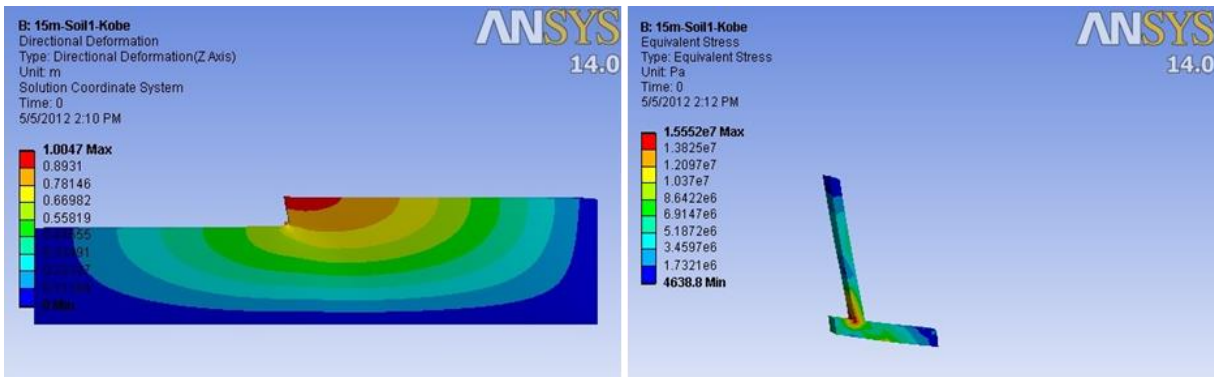 B: 15m-Soil1-Kobe
Directional Deformation
Type: Directional Deformation(Z Axis)
Unit: m
Solution Coordinate System
Time: 0
5/5/2012 2:10 PM
ANSYS
14.0
1.0047 Max
0.8931
0.78146
0.66982
0.55819
B: 15m-Soil1-Kobe
Equivalent Stress
Type: Equivalent Stress
Unit: Pa
Time: 0
5/5/2012 2:12 PM
ANSYS
14.0
1.5552e7 Max
1.3825e7
1.2097e7
1.037e7
8.6422e6
6.9147e6
5.1872e6
3.4597e6
1.7321e6
4638.8 Min